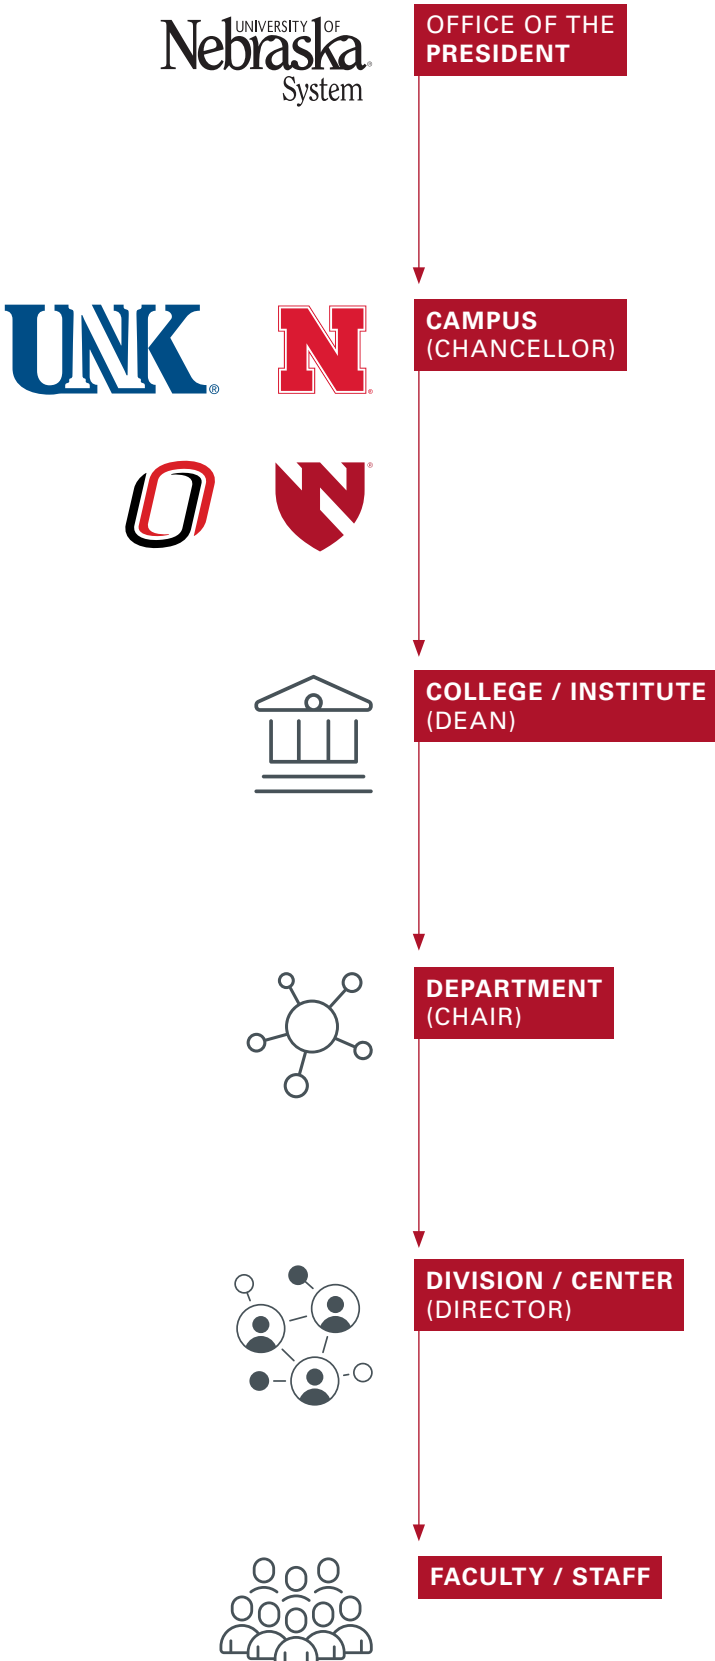 UNIVERSITY OF
Nebraska
System
OFFICE OF THE
PRESIDENT
UNK
®
N
®
CAMPUS
(CHANCELLOR)
O
N
®
COLLEGE / INSTITUTE
(DEAN)
DEPARTMENT
(CHAIR)
DIVISION / CENTER
(DIRECTOR)
FACULTY / STAFF